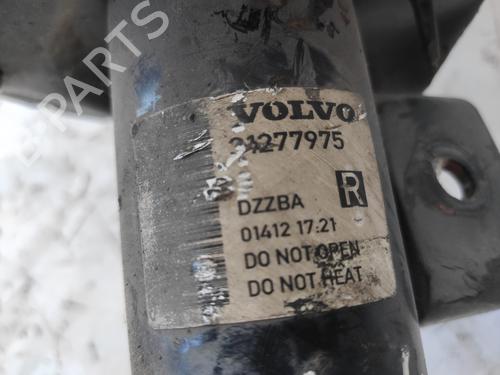 VOLVO
31277975
DZZBA R
01412 17:21
DO NOT OPEN
DO NOT HEAT